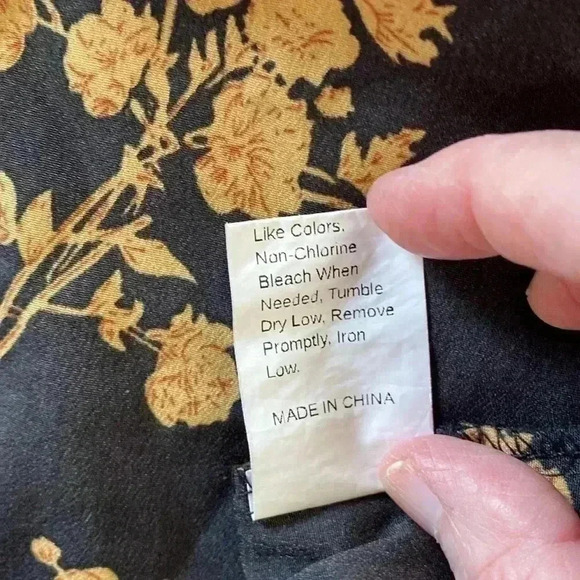 Like Colors,
Non-Chlorine
Bleach When
Needed, Tumble
Dry Low, Remove
Promptly, Iron
Low.
MADE IN CHINA